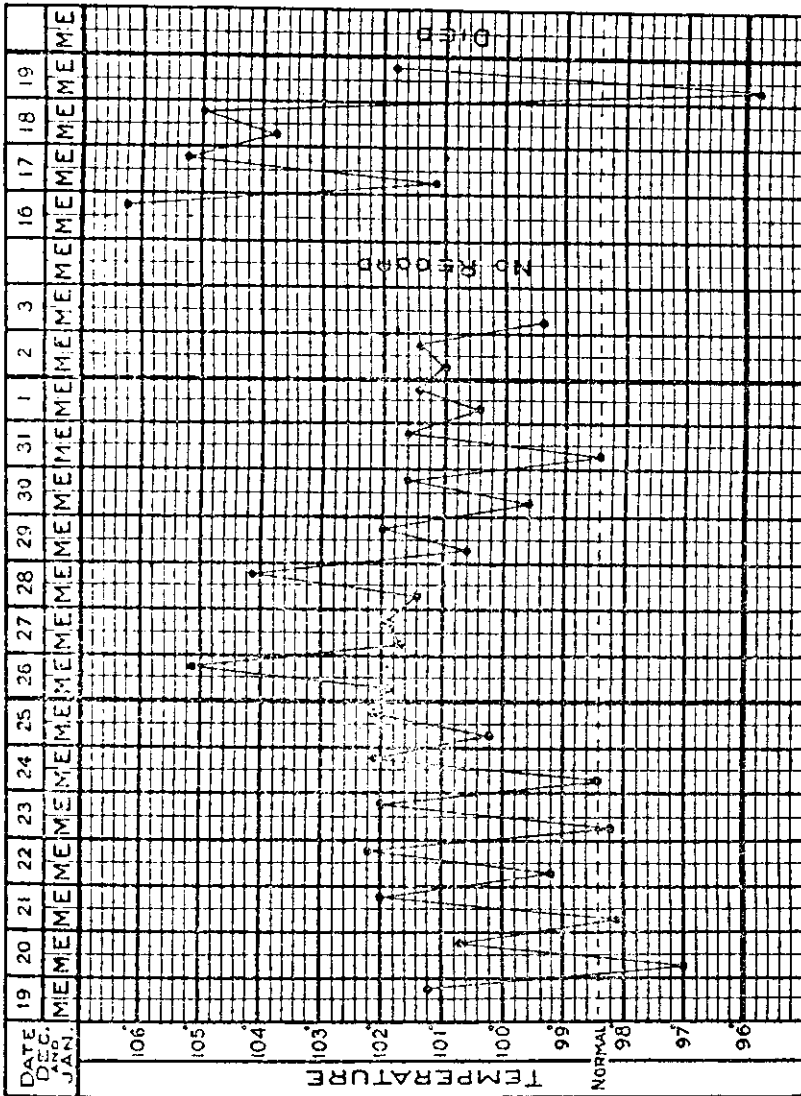 DATE 19 20 21 22 23 24 25 26 27 28 29 30 31 1 2 3 16 17 18 19
DEC. AND JAN. M E M E M E M E M E M E M E M E M E M E M E M E M E M E M E M E M E M E M E M E M E M E
TEMPERATURE
106°
105°
104°
103°
102°
101°
100°
99°
NORMAL
98°
97°
96°
NO RECORD
DIED